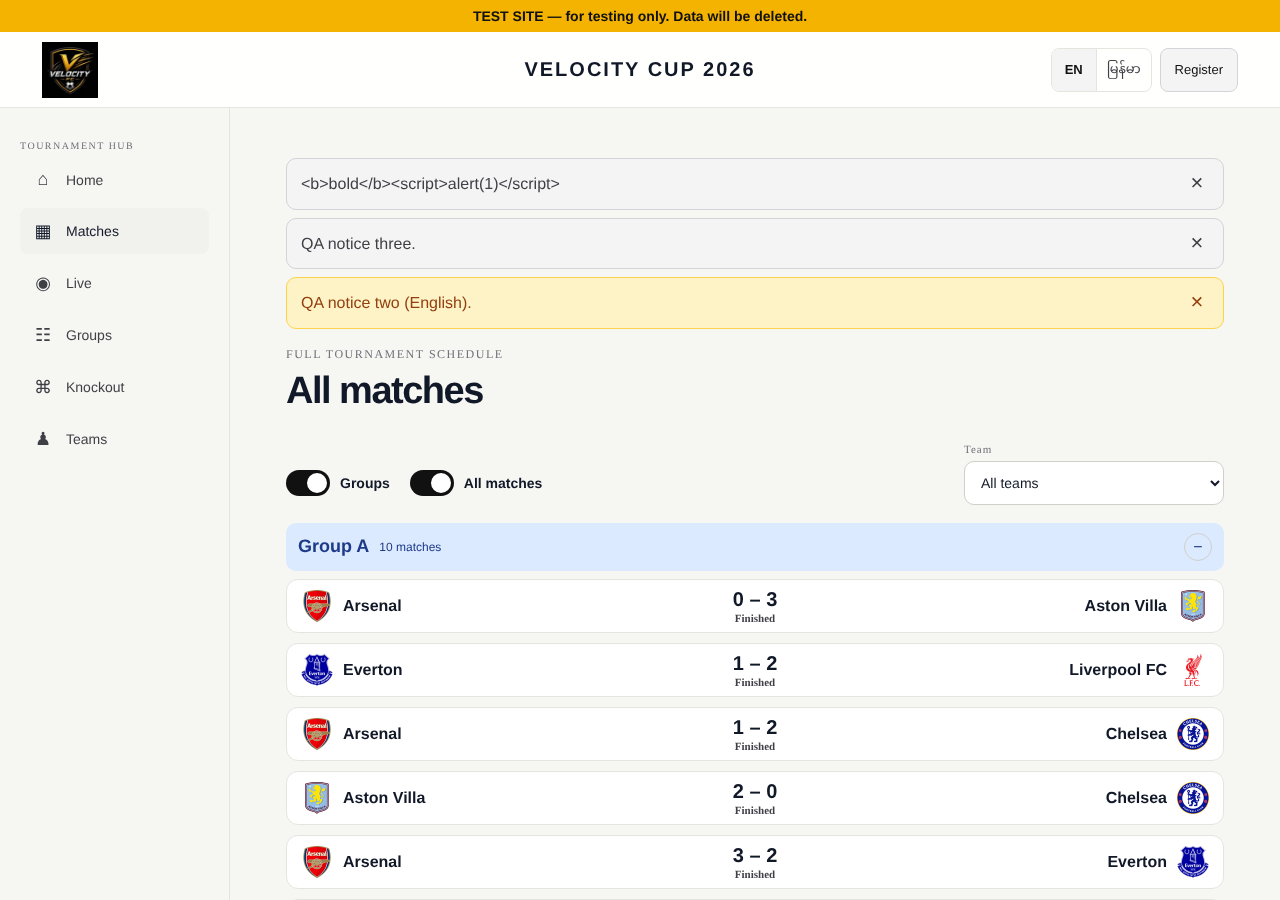 TEST SITE — for testing only. Data will be deleted.
VELOCITY
VELOCITY CUP 2026
EN
မြန်မာ
Register
TOURNAMENT HUB
Home
Matches
Live
Groups
Knockout
Teams
<b>bold</b><script>alert(1)</script>
✕
QA notice three.
✕
QA notice two (English).
✕
FULL TOURNAMENT SCHEDULE
All matches
Groups
All matches
Team
All teams
Group A 10 matches
–
Arsenal
0 – 3
Finished
Aston Villa
Everton
1 – 2
Finished
Liverpool FC
L.F.C.
Arsenal
1 – 2
Finished
Chelsea
Aston Villa
2 – 0
Finished
Chelsea
Arsenal
3 – 2
Finished
Everton